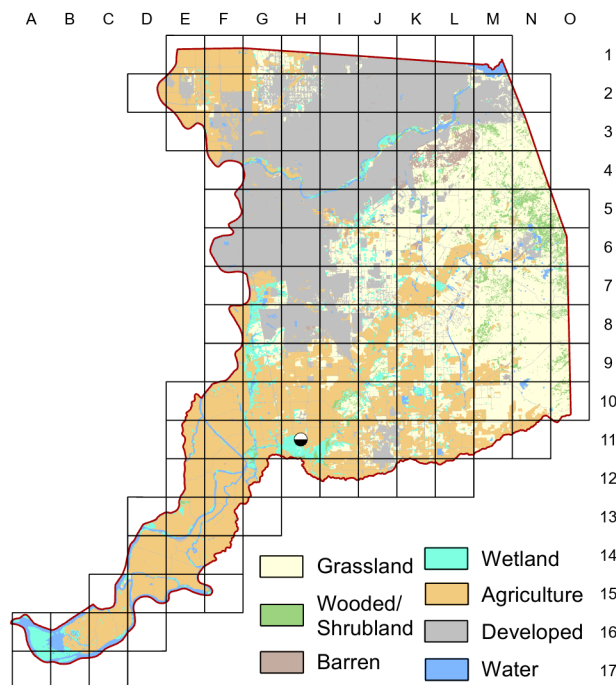 A B C D E F G H I J K L M N O
1
2
3
4
5
6
7
8
9
10
11
12
13
14
15
16
17
Grassland
Wooded/
Shrubland
Barren
Wetland
Agriculture
Developed
Water